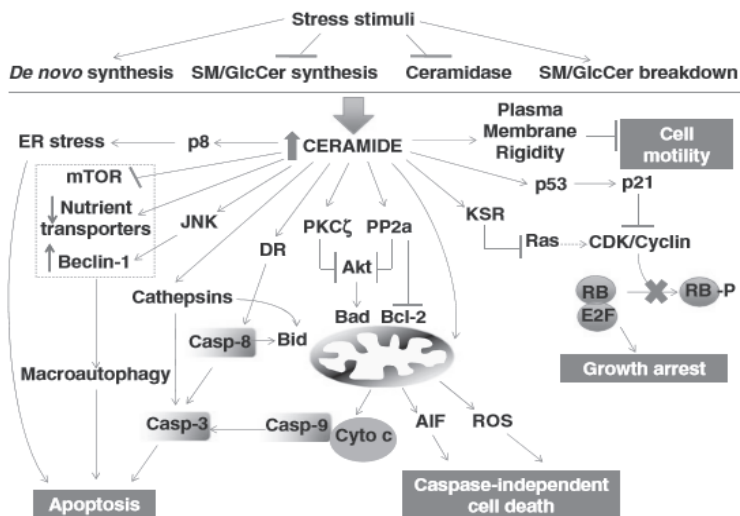 Stress stimuli
De novo synthesis SM/GlcCer synthesis Ceramidase SM/GlcCer breakdown
Plasma
Membrane
Rigidity
Cell
motility
ER stress p8 CERAMIDE
mTOR
p53 p21
Nutrient
transporters
JNK
PKCζ PP2a
KSR
Ras CDK/Cyclin
DR
Beclin-1
Akt
Cathepsins
RB
E2F
RB -P
Bad Bcl-2
Casp-8 Bid
Growth arrest
Macroautophagy
Casp-3 Casp-9 Cyto c AIF ROS
Apoptosis
Caspase-independent
cell death